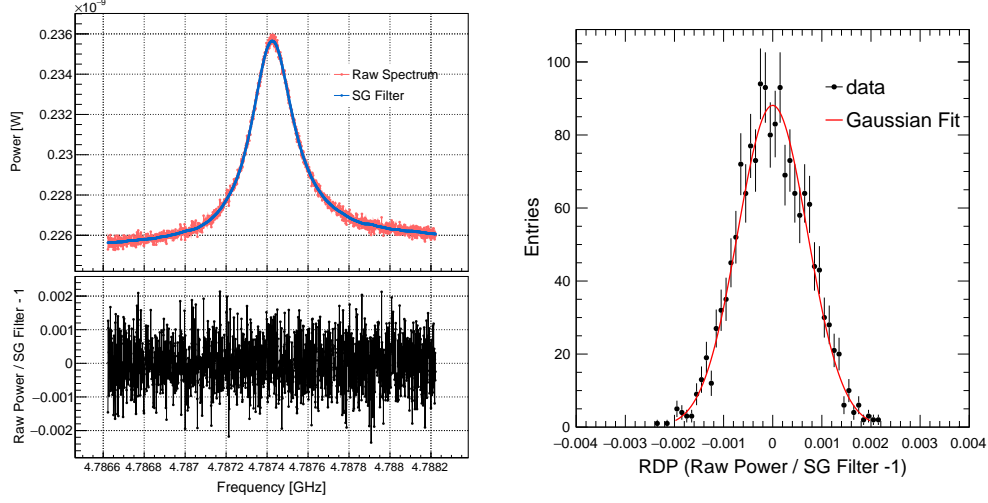 ×10⁻⁹
0.236
0.234
0.232
0.23
0.228
0.226
Power [W]
Raw Spectrum
SG Filter
0.002
0.001
0
−0.001
−0.002
Raw Power / SG Filter - 1
4.7866 4.7868 4.787 4.7872 4.7874 4.7876 4.7878 4.788 4.7882
Frequency [GHz]
100
80
60
40
20
0
Entries
data
Gaussian Fit
−0.004 −0.003 −0.002 −0.001 0 0.001 0.002 0.003 0.004
RDP (Raw Power / SG Filter -1)